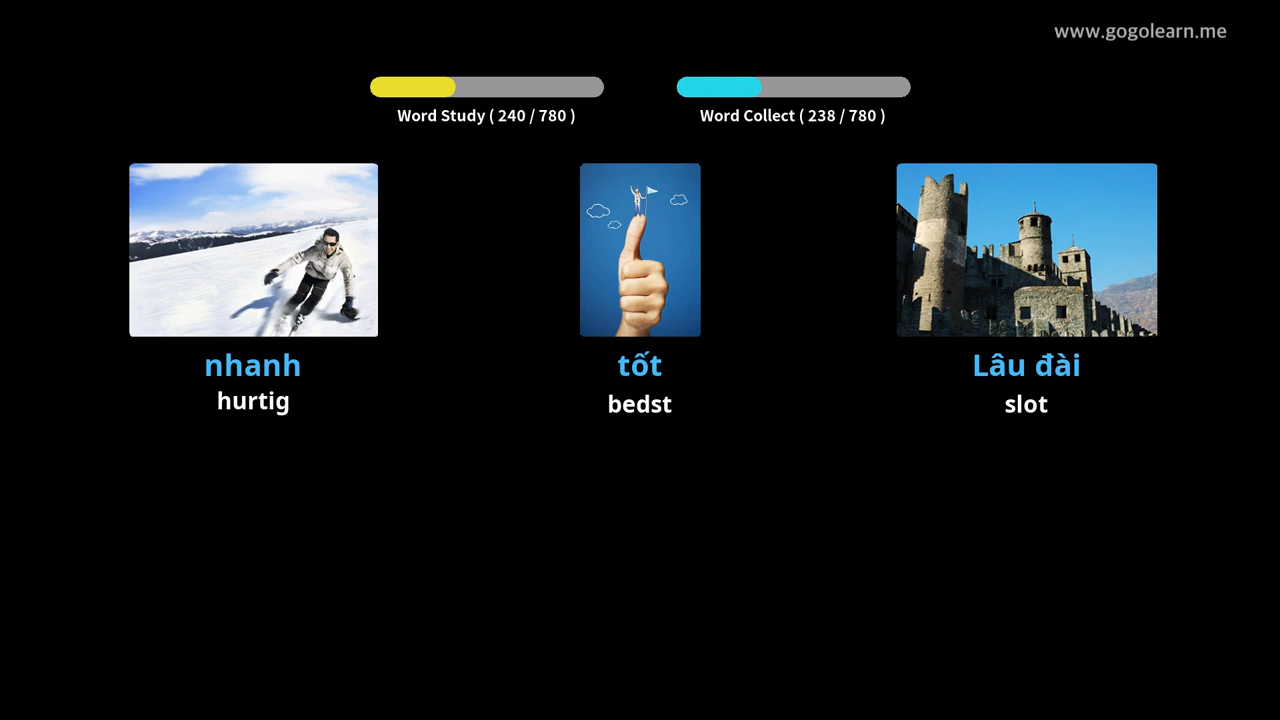 www.gogolearn.me
Word Study ( 240 / 780 )
Word Collect ( 238 / 780 )
nhanh
hurtig
tốt
bedst
Lâu đài
slot